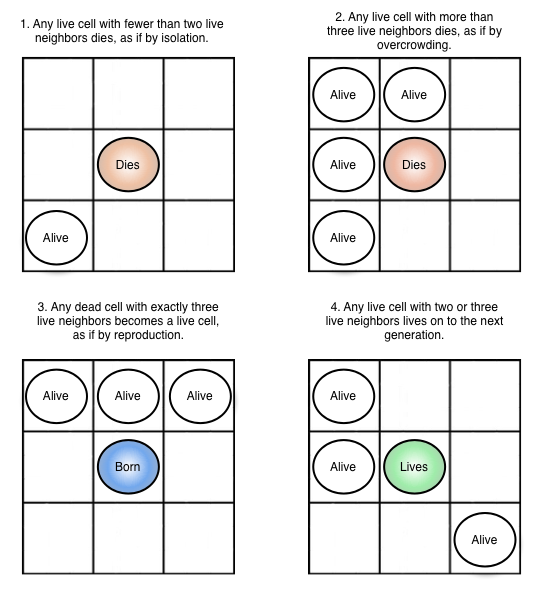 1. Any live cell with fewer than two live
neighbors dies, as if by isolation.
Dies
Alive
2. Any live cell with more than
three live neighbors dies, as if by
overcrowding.
Alive Alive
Alive Dies
Alive
3. Any dead cell with exactly three
live neighbors becomes a live cell,
as if by reproduction.
Alive Alive Alive
Born
4. Any live cell with two or three
live neighbors lives on to the next
generation.
Alive
Alive Lives
Alive